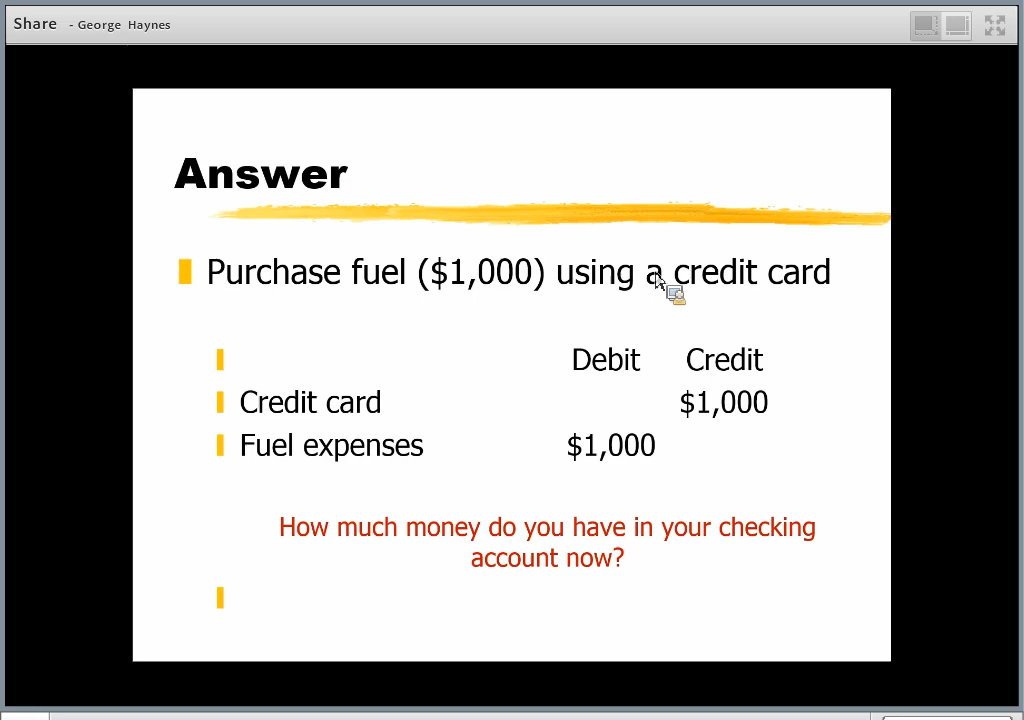 Share - George Haynes
Answer
Purchase fuel ($1,000) using a credit card
Debit Credit
Credit card $1,000
Fuel expenses $1,000
How much money do you have in your checking
account now?